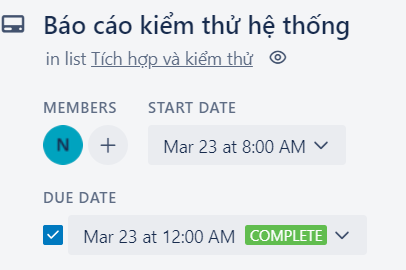 Báo cáo kiểm thử hệ thống
in list Tích hợp và kiểm thử
MEMBERS START DATE
N + Mar 23 at 8:00 AM
DUE DATE
Mar 23 at 12:00 AM COMPLETE